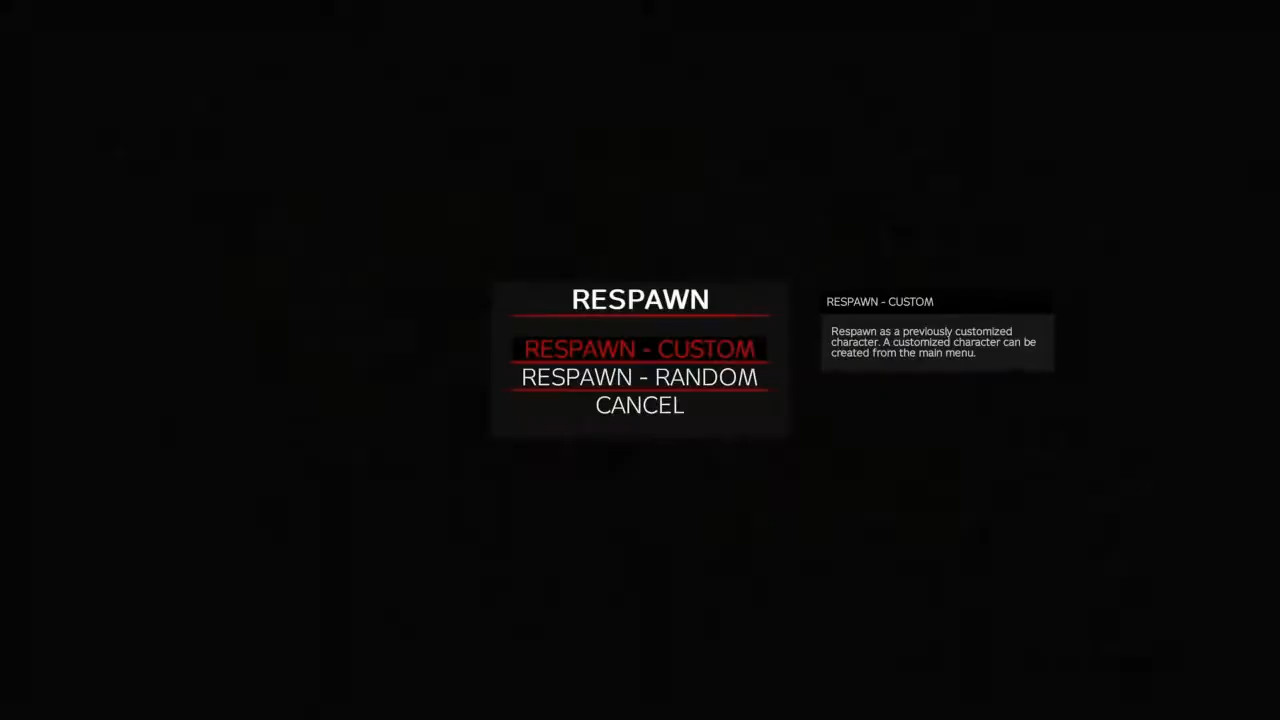 RESPAWN
RESPAWN - CUSTOM
RESPAWN - RANDOM
CANCEL
RESPAWN - CUSTOM
Respawn as a previously customized
character. A customized character can be
created from the main menu.